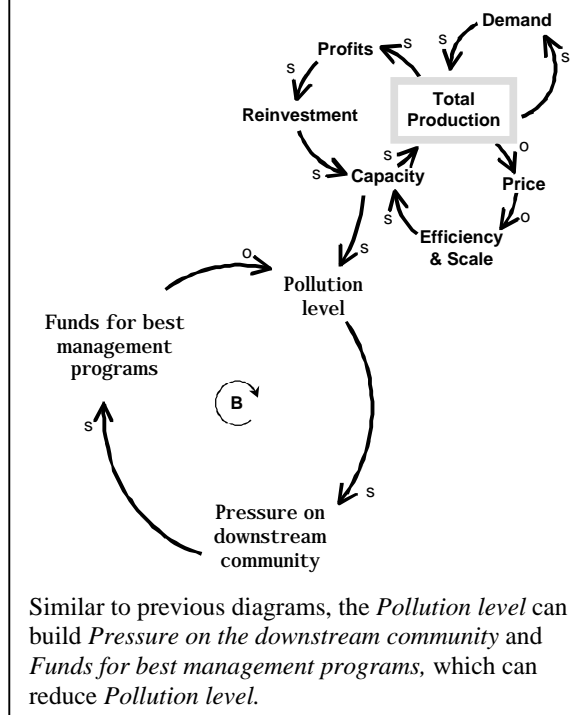 Demand
s
s
Profits
s
s
Total
Production
Reinvestment
s
s
o
Capacity
Price
s
o
Efficiency
& Scale
s
o
Pollution
level
Funds for best
management
programs
B
s
s
Pressure on
downstream
community
Similar to previous diagrams, the Pollution level can
build Pressure on the downstream community and
Funds for best management programs, which can
reduce Pollution level.